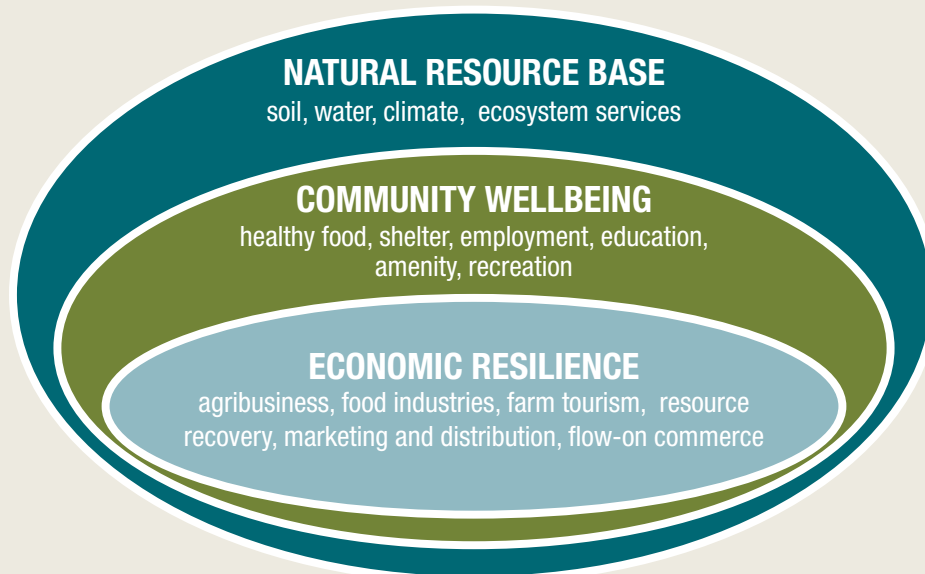 NATURAL RESOURCE BASE
soil, water, climate, ecosystem services
COMMUNITY WELLBEING
healthy food, shelter, employment, education,
amenity, recreation
ECONOMIC RESILIENCE
agribusiness, food industries, farm tourism, resource
recovery, marketing and distribution, flow-on commerce